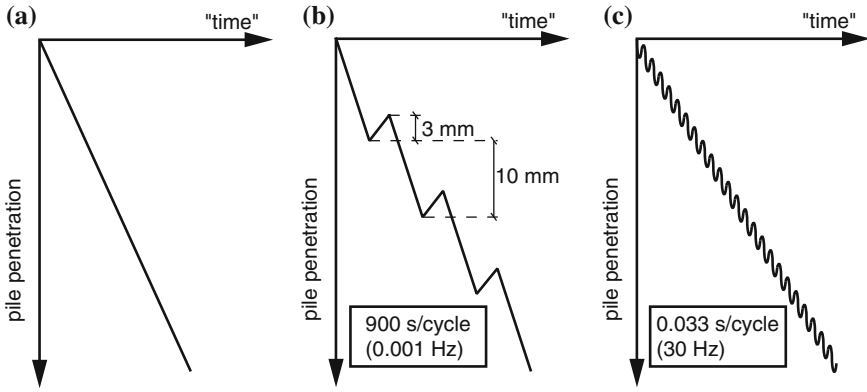 (a)
"time"
pile penetration
(b)
"time"
3 mm
10 mm
pile penetration
900 s/cycle
(0.001 Hz)
(c)
"time"
pile penetration
0.033 s/cycle
(30 Hz)